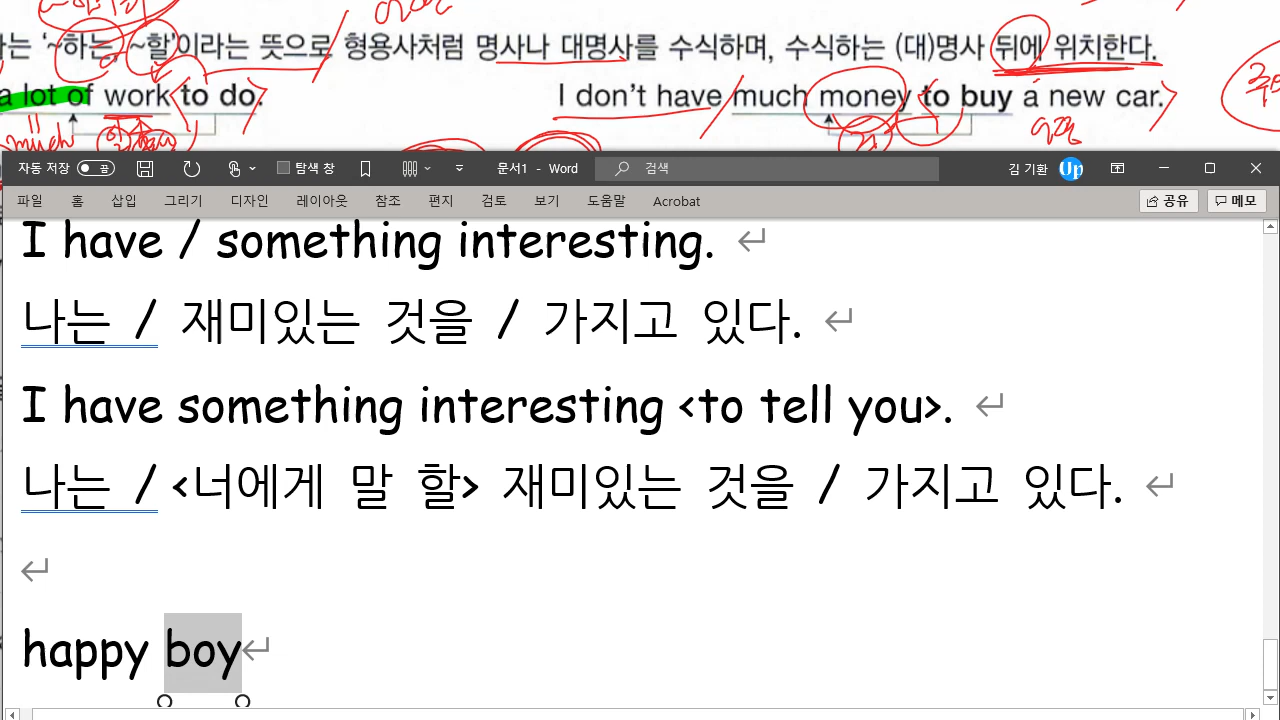 는 ‘~하는, ~할’이라는 뜻으로 형용사처럼 명사나 대명사를 수식하며, 수식하는 (대)명사 뒤에 위치한다.
a lot of work to do. I don’t have much money to buy a new car.
much
자동 저장 끔 탐색 창 문서1 - Word 검색 김 기환 Up
파일 홈 삽입 그리기 디자인 레이아웃 참조 편지 검토 보기 도움말 Acrobat 공유 메모
I have / something interesting.
나는 / 재미있는 것을 / 가지고 있다.
I have something interesting <to tell you>.
나는 / <너에게 말 할> 재미있는 것을 / 가지고 있다.
happy boy